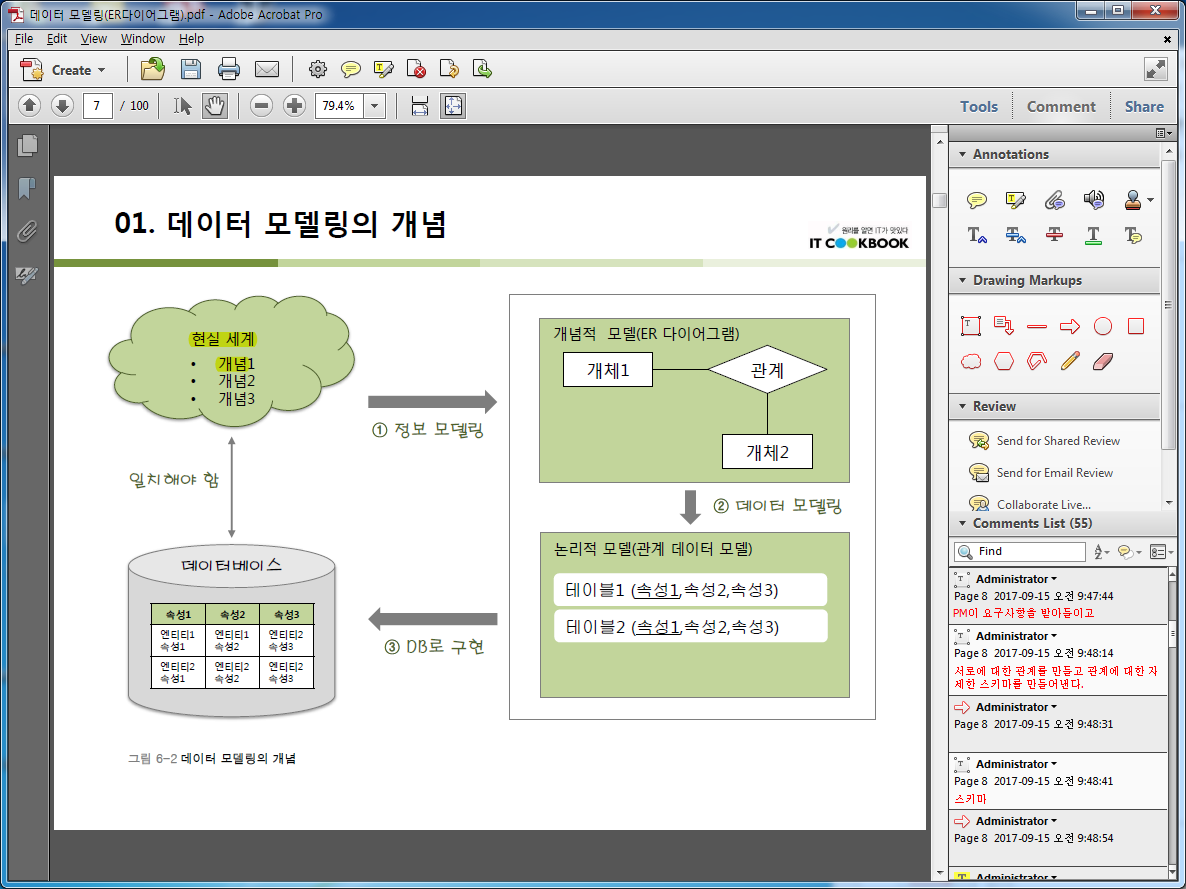 데이터 모델링(ER다이어그램).pdf - Adobe Acrobat Pro
File Edit View Window Help
Create
7 / 100 79.4% Tools Comment Share
01. 데이터 모델링의 개념
원리를 알면 IT가 맛있다
IT COOKBOOK
현실 세계
• 개념1
• 개념2
• 개념3
① 정보 모델링
일치해야 함
개념적 모델(ER 다이어그램)
개체1
관계
개체2
② 데이터 모델링
논리적 모델(관계 데이터 모델)
테이블1 (속성1,속성2,속성3)
테이블2 (속성1,속성2,속성3)
③ DB로 구현
데이터베이스
속성1 속성2 속성3
엔티티1 엔티티1 엔티티2
속성1 속성2 속성3
엔티티2 엔티티2 엔티티2
속성1 속성2 속성3
그림 6-2 데이터 모델링의 개념
Annotations
Drawing Markups
Review
Send for Shared Review
Send for Email Review
Collaborate Live...
Comments List (55)
Find
Administrator
Page 8 2017-09-15 오전 9:47:44
PM이 요구사항을 받아들이고
Administrator
Page 8 2017-09-15 오전 9:48:14
서로에 대한 관계를 만들고 관계에 대한 자
세한 스키마를 만들어낸다.
Administrator
Page 8 2017-09-15 오전 9:48:31
Administrator
Page 8 2017-09-15 오전 9:48:41
스키마
Administrator
Page 8 2017-09-15 오전 9:48:54
Administrator